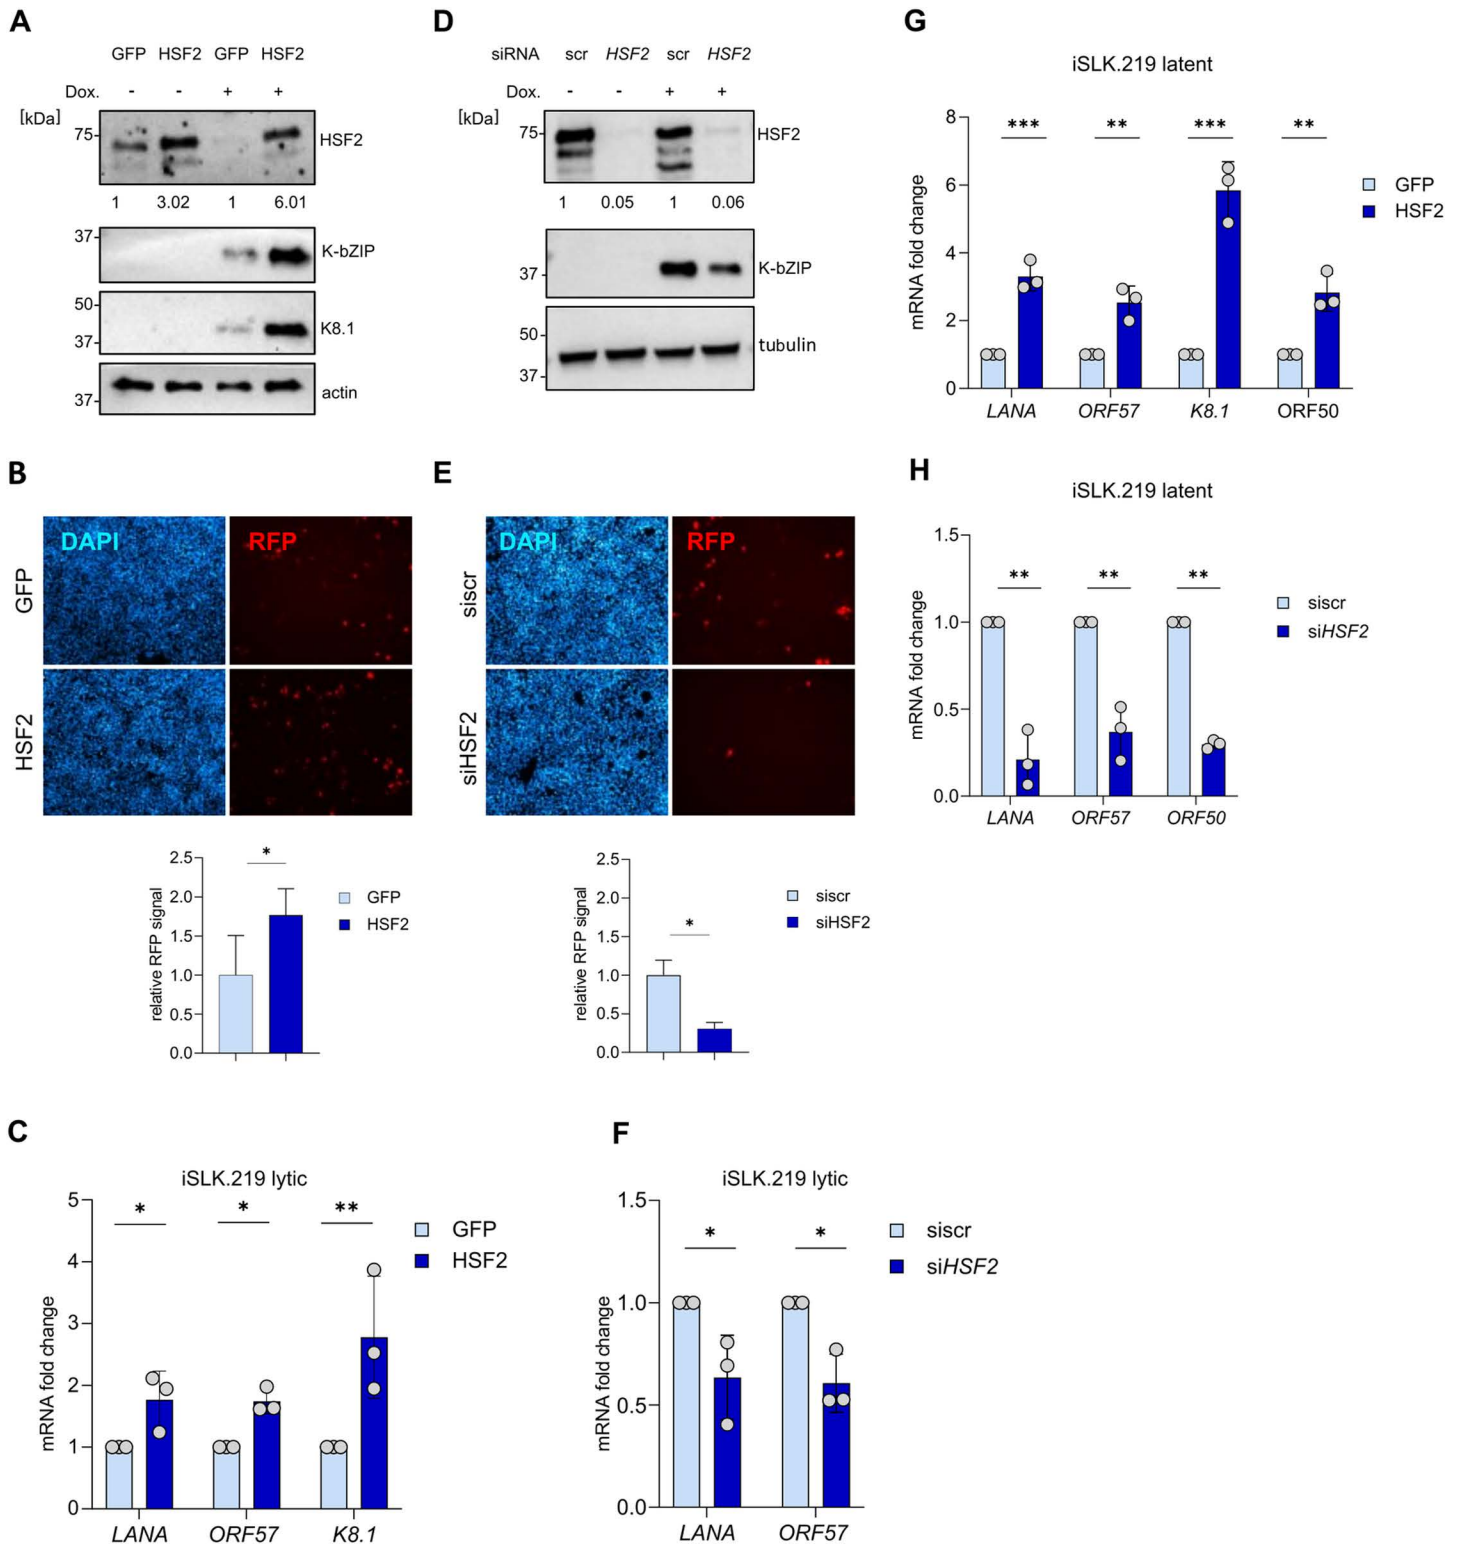 A
GFP HSF2 GFP HSF2
Dox. - - + +
[kDa]
75
HSF2
1 3.02 1 6.01
37
K-bZIP
50
K8.1
37
actin
37
B
DAPI RFP
GFP
HSF2
2.5
2.0
1.5
1.0
0.5
0.0
relative RFP signal
*
GFP
HSF2
C
iSLK.219 lytic
5
4
3
2
1
0
mRNA fold change
* * **
GFP
HSF2
LANA ORF57 K8.1
D
siRNA scr HSF2 scr HSF2
Dox. - - + +
[kDa]
75
HSF2
1 0.05 1 0.06
K-bZIP
37
50
tubulin
37
E
DAPI RFP
siscr
siHSF2
2.5
2.0
1.5
1.0
0.5
0.0
relative RFP signal
*
siscr
siHSF2
F
iSLK.219 lytic
1.5
1.0
0.5
0.0
mRNA fold change
* *
siscr
siHSF2
LANA ORF57
G
iSLK.219 latent
8
6
4
2
0
mRNA fold change
*** ** *** **
GFP
HSF2
LANA ORF57 K8.1 ORF50
H
iSLK.219 latent
1.5
1.0
0.5
0.0
mRNA fold change
** ** **
siscr
siHSF2
LANA ORF57 ORF50